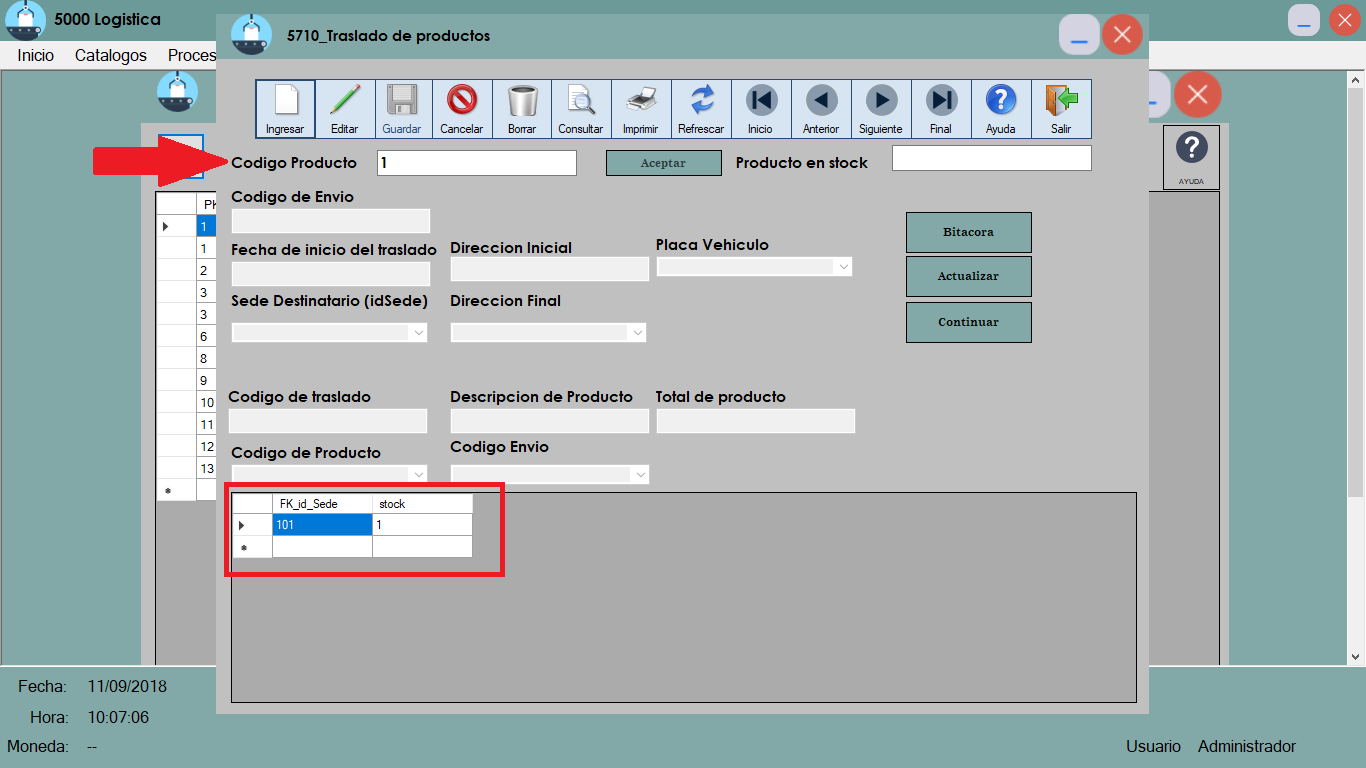 5000 Logistica
Inicio Catalogos Proces
5710_Traslado de productos
Ingresar Editar Guardar Cancelar Borrar Consultar Imprimir Refrescar Inicio Anterior Siguiente Final Ayuda Salir
Codigo Producto 1 Aceptar Producto en stock
AYUDA
Codigo de Envio
Fecha de inicio del traslado Direccion Inicial Placa Vehiculo
Sede Destinatario (idSede) Direccion Final
Bitacora
Actualizar
Continuar
Codigo de traslado Descripcion de Producto Total de producto
Codigo de Producto Codigo Envio
FK_id_Sede stock
101 1
PK
1
1
2
3
3
6
8
9
10
11
12
13
Fecha: 11/09/2018
Hora: 10:07:06
Moneda: --
Usuario Administrador